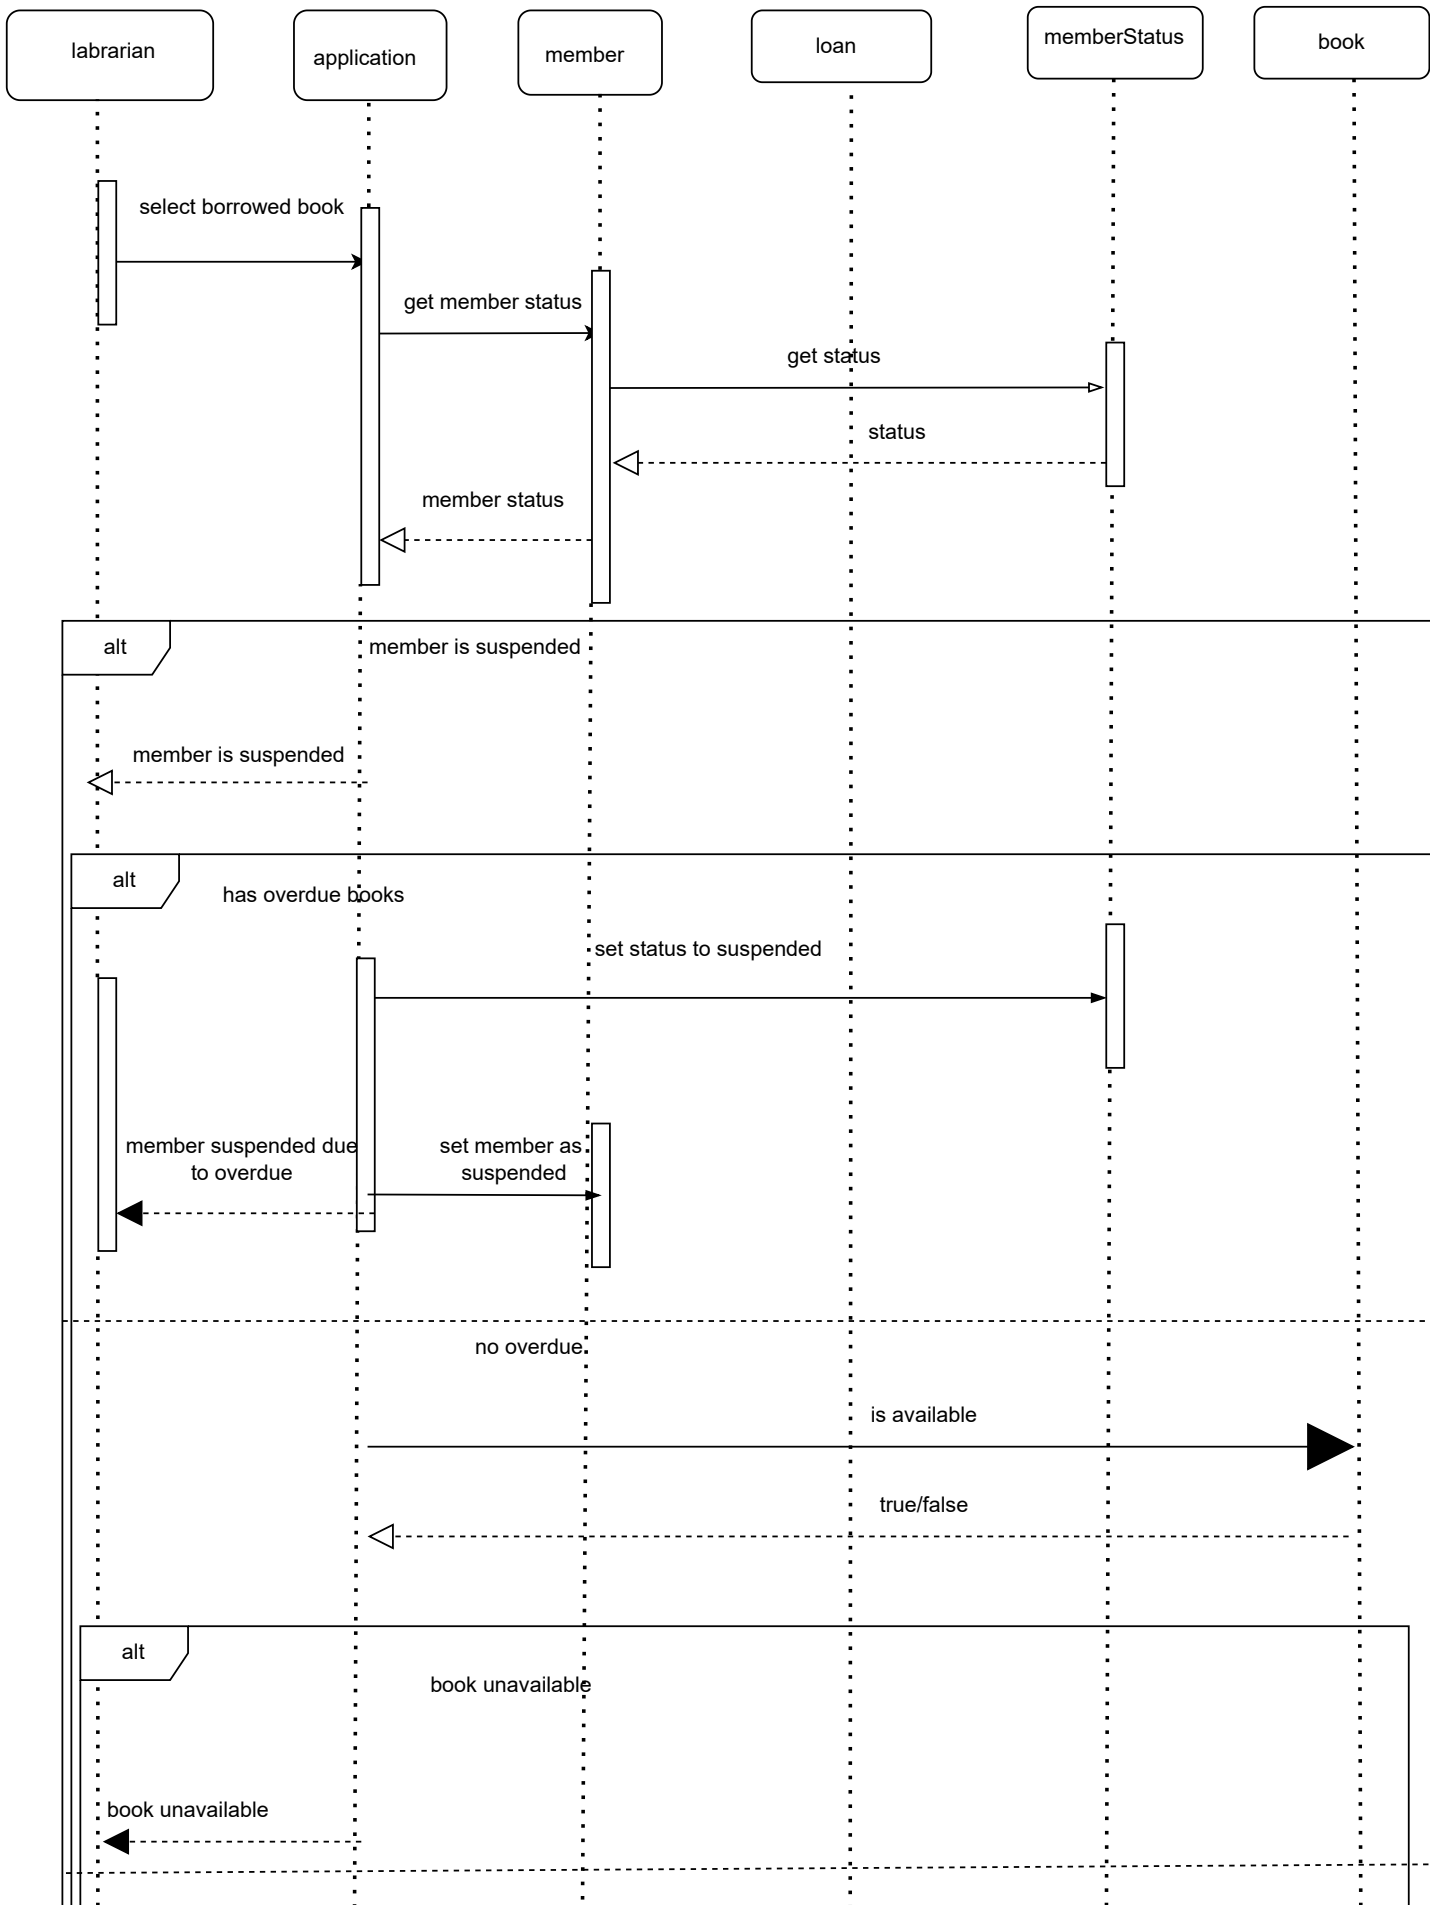 labrarian
application
member
loan
memberStatus
book
select borrowed book
get member status
get status
status
member status
alt
member is suspended
member is suspended
alt
has overdue books
set status to suspended
member suspended due
to overdue
set member as
suspended
no overdue
is available
true/false
alt
book unavailable
book unavailable